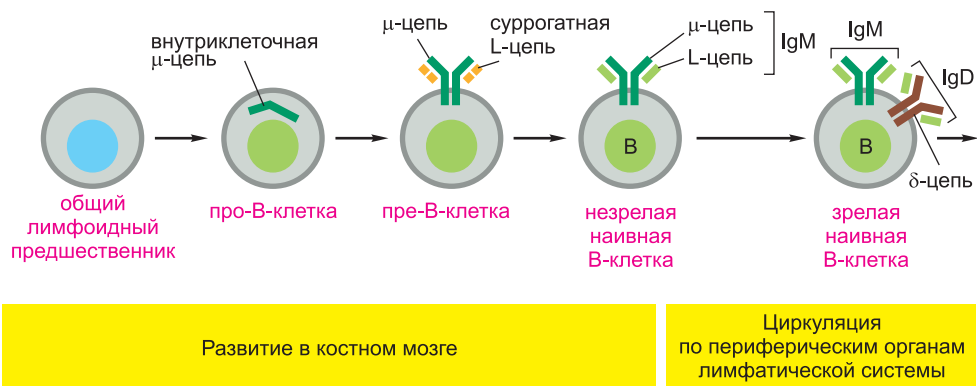 внутриклеточная
μ-цепь
μ-цепь
суррогатная
L-цепь
μ-цепь
L-цепь
IgM
IgM
IgD
δ-цепь
B
B
общий
лимфоидный
предшественник
про-В-клетка
пре-В-клетка
незрелая
наивная
В-клетка
зрелая
наивная
В-клетка
Развитие в костном мозге
Циркуляция
по периферическим органам
лимфатической системы